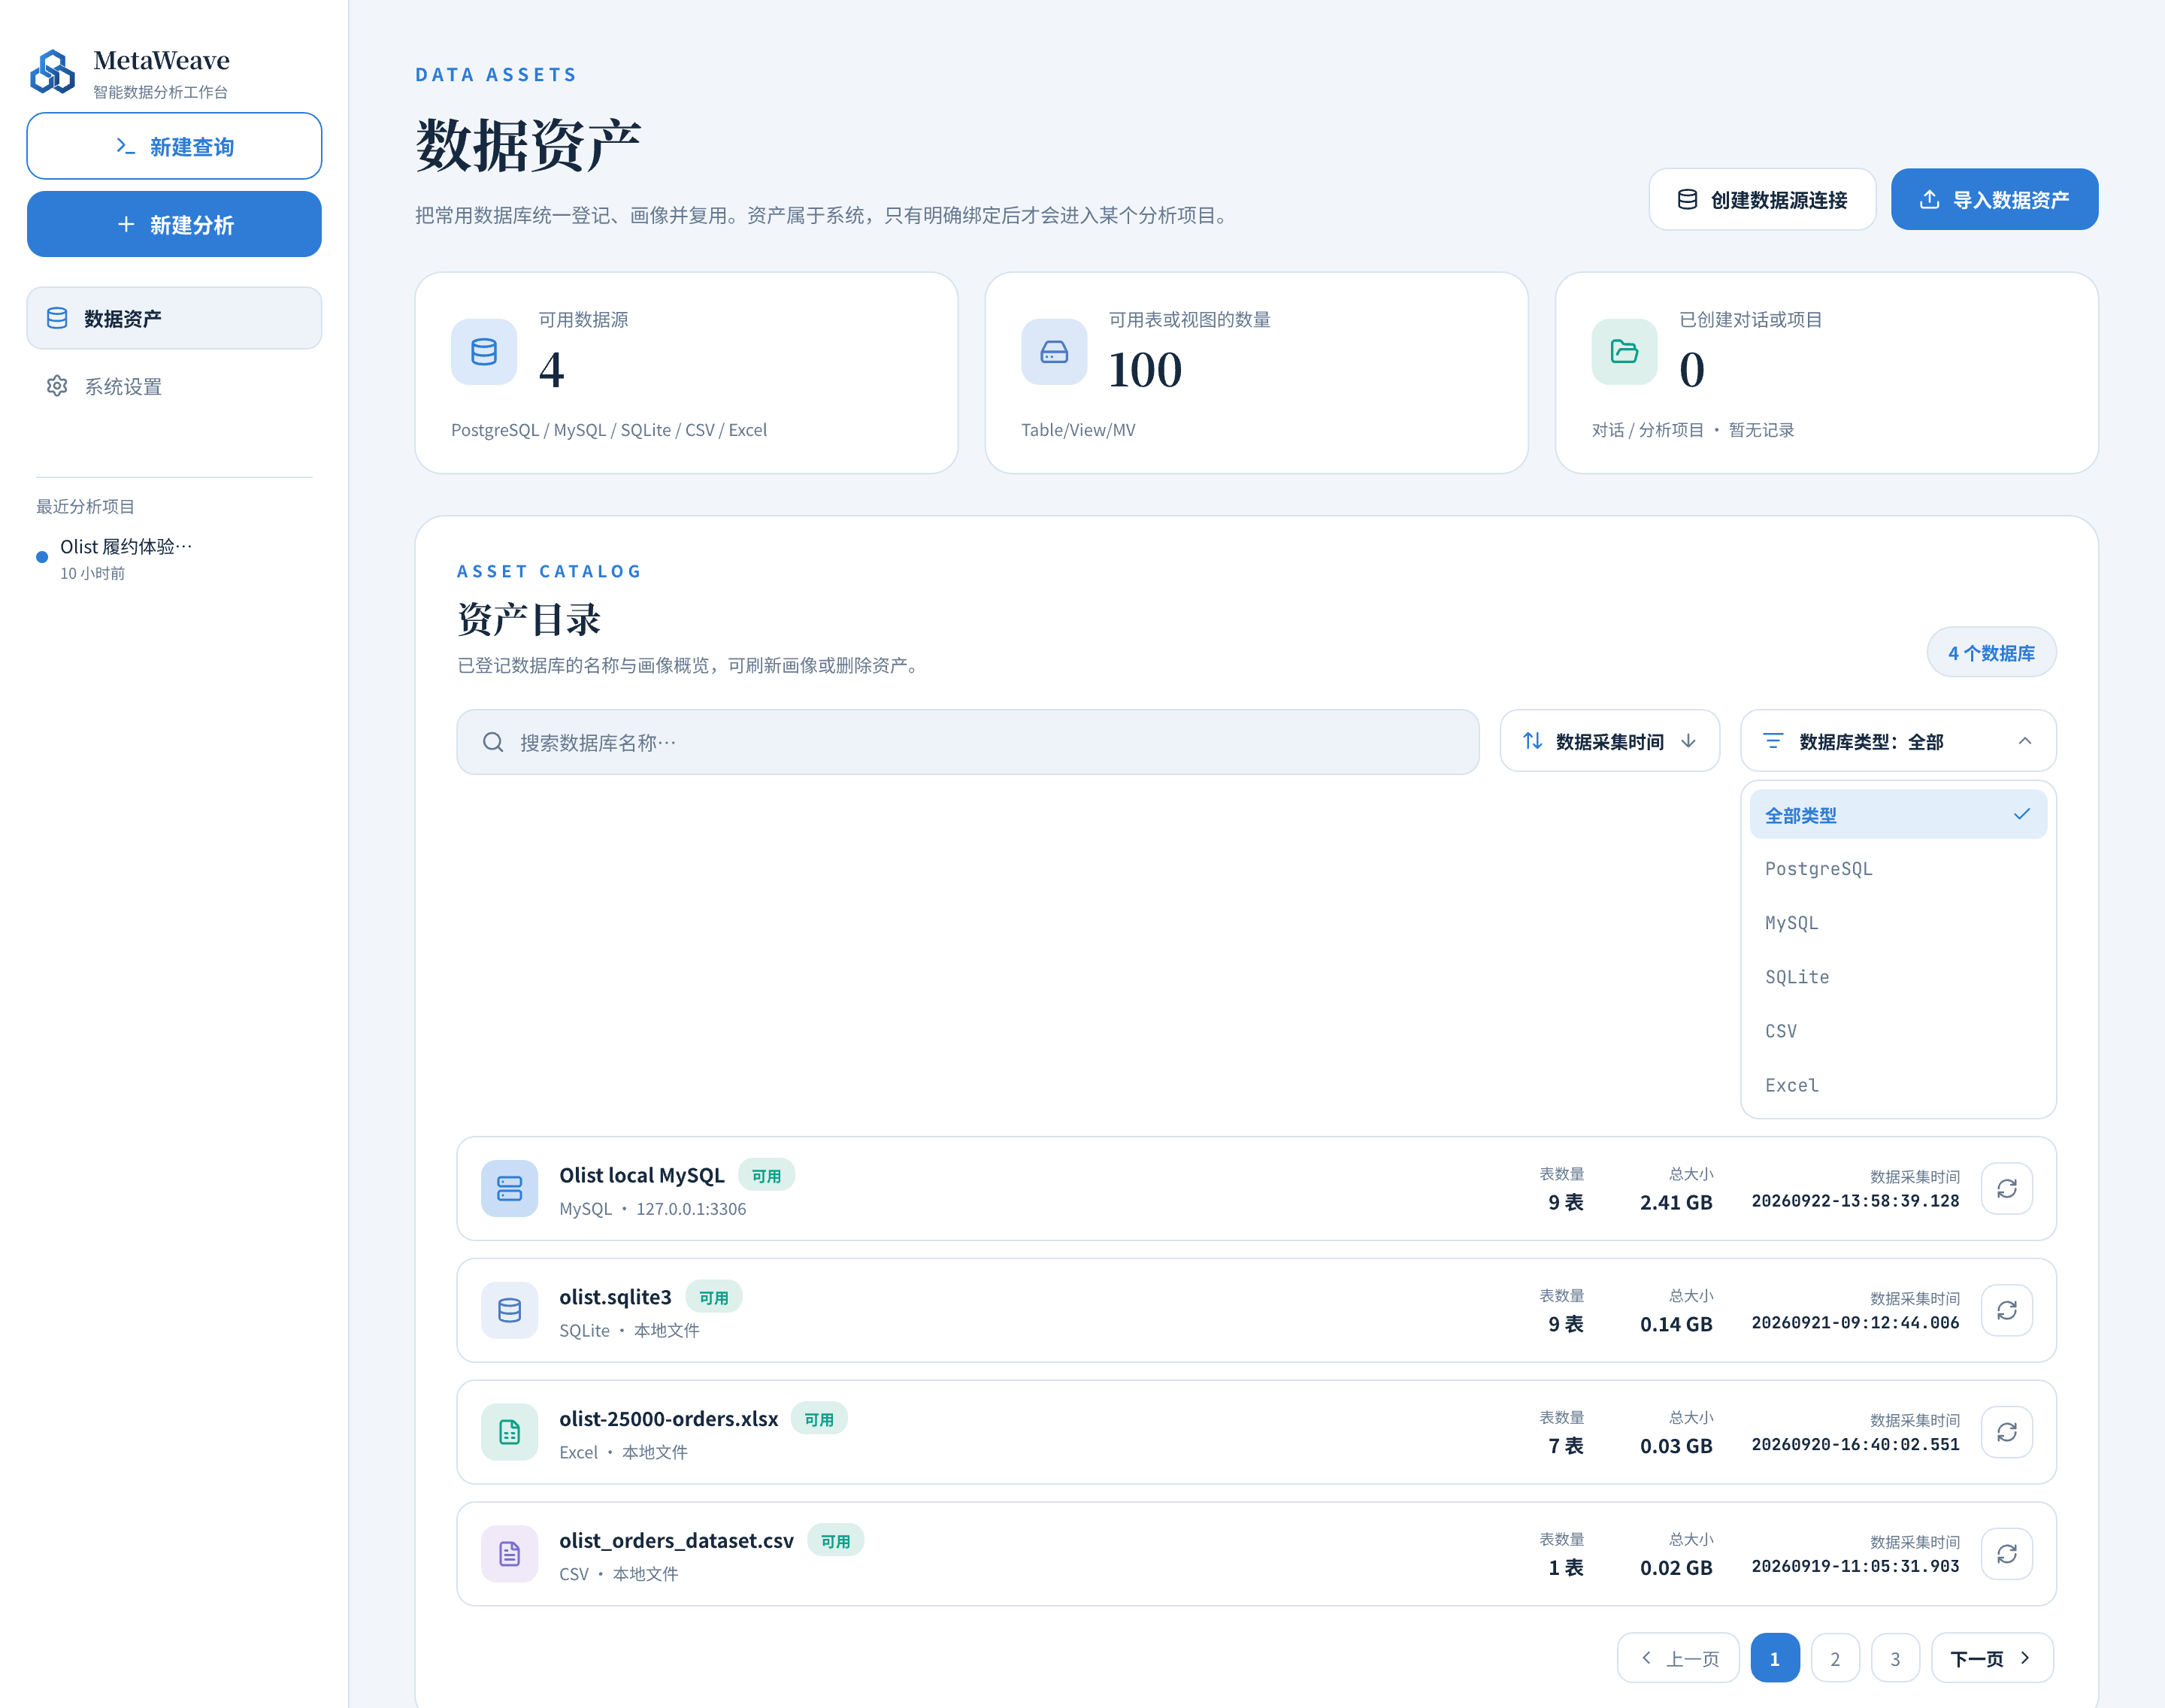 MetaWeave
智能数据分析工作台
新建查询
新建分析
数据资产
系统设置
最近分析项目
Olist 履约体验…
10 小时前
DATA ASSETS
数据资产
把常用数据库统一登记、画像并复用。资产属于系统，只有明确绑定后才会进入某个分析项目。
创建数据源连接
导入数据资产
可用数据源
4
PostgreSQL / MySQL / SQLite / CSV / Excel
可用表或视图的数量
100
Table/View/MV
已创建对话或项目
0
对话 / 分析项目 · 暂无记录
ASSET CATALOG
资产目录
已登记数据库的名称与画像概览，可刷新画像或删除资产。
4 个数据库
搜索数据库名称…
数据采集时间
数据库类型：全部
全部类型
PostgreSQL
MySQL
SQLite
CSV
Excel
Olist local MySQL 可用
MySQL · 127.0.0.1:3306
表数量
9 表
总大小
2.41 GB
数据采集时间
20260922-13:58:39.128
olist.sqlite3 可用
SQLite · 本地文件
表数量
9 表
总大小
0.14 GB
数据采集时间
20260921-09:12:44.006
olist-25000-orders.xlsx 可用
Excel · 本地文件
表数量
7 表
总大小
0.03 GB
数据采集时间
20260920-16:40:02.551
olist_orders_dataset.csv 可用
CSV · 本地文件
表数量
1 表
总大小
0.02 GB
数据采集时间
20260919-11:05:31.903
上一页 1 2 3 下一页